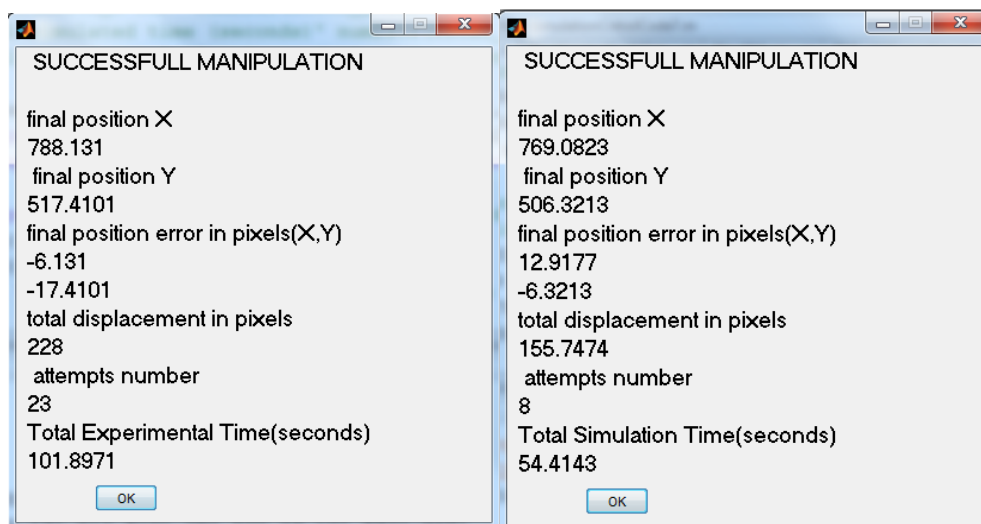 SUCCESSFULL MANIPULATION
final position X
788.131
final position Y
517.4101
final position error in pixels(X,Y)
-6.131
-17.4101
total displacement in pixels
228
attempts number
23
Total Experimental Time(seconds)
101.8971
OK
SUCCESSFULL MANIPULATION
final position X
769.0823
final position Y
506.3213
final position error in pixels(X,Y)
12.9177
-6.3213
total displacement in pixels
155.7474
attempts number
8
Total Simulation Time(seconds)
54.4143
OK